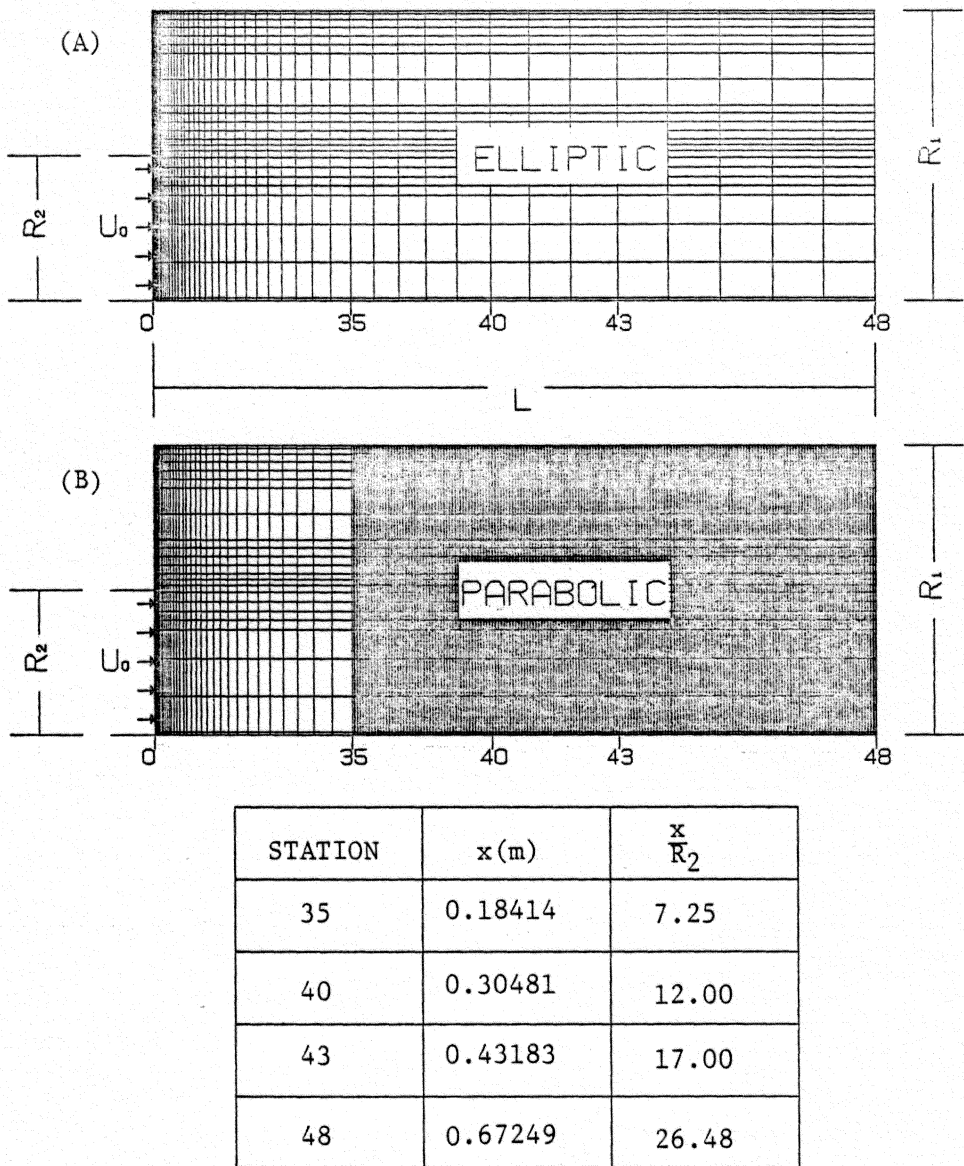 (A)
ELLIPTIC
R₁
R₂
U₀
0 35 40 43 48
L
(B)
PARABOLIC
R₁
R₂
U₀
0 35 40 43 48
STATION x(m) x/R₂
35 0.18414 7.25
40 0.30481 12.00
43 0.43183 17.00
48 0.67249 26.48